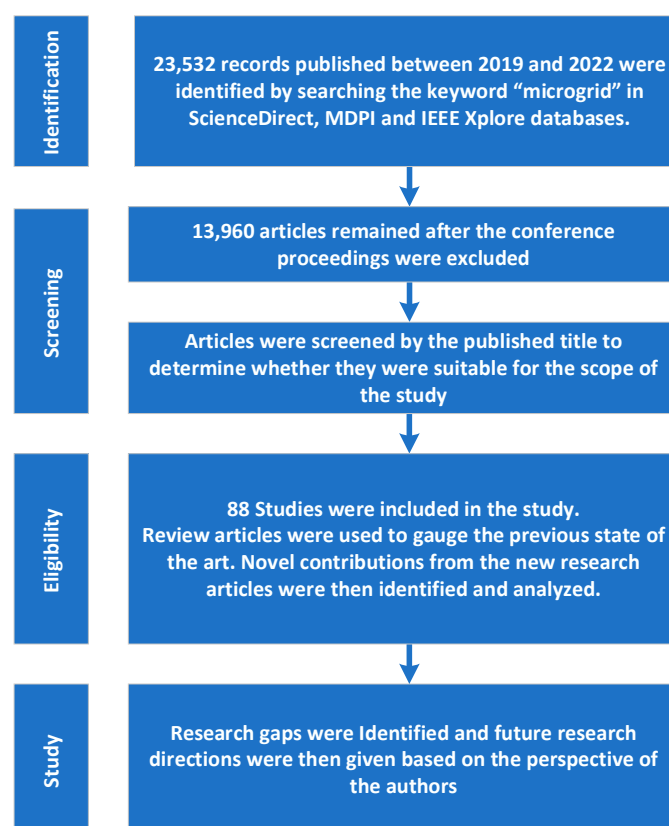 Identification
23,532 records published between 2019 and 2022 were
identified by searching the keyword “microgrid” in
ScienceDirect, MDPI and IEEE Xplore databases.
Screening
13,960 articles remained after the conference
proceedings were excluded
Articles were screened by the published title to
determine whether they were suitable for the scope of
the study
Eligibility
88 Studies were included in the study.
Review articles were used to gauge the previous state of
the art. Novel contributions from the new research
articles were then identified and analyzed.
Study
Research gaps were Identified and future research
directions were then given based on the perspective of
the authors